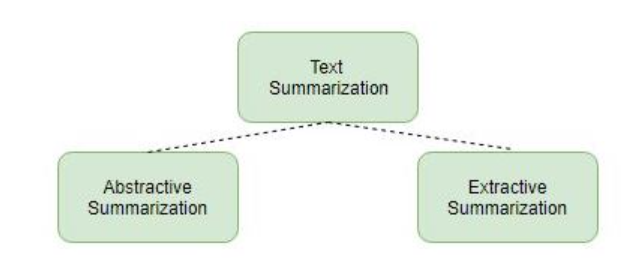 Text
Summarization
Abstractive
Summarization
Extractive
Summarization